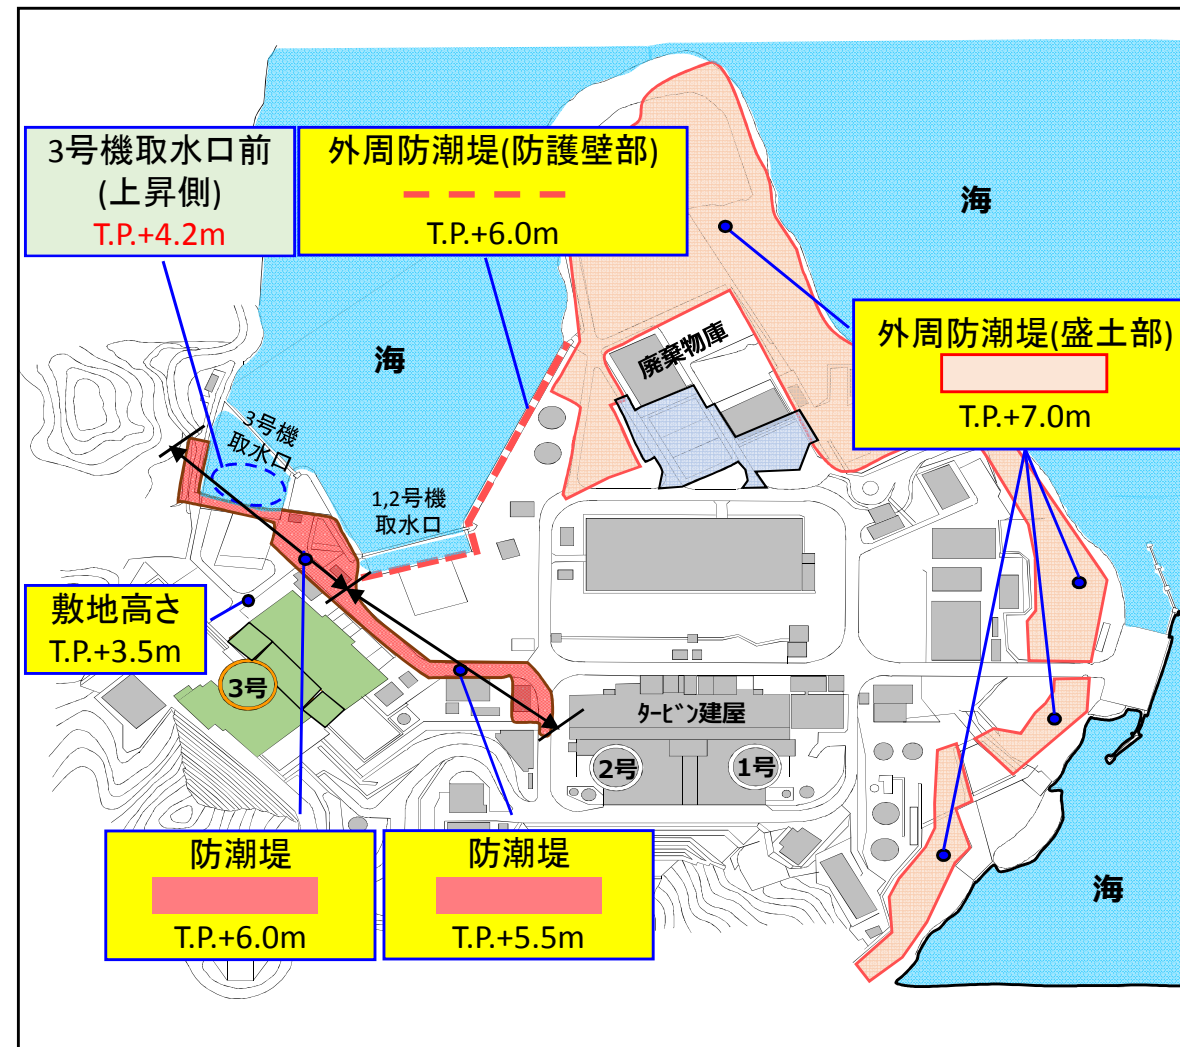 3号機取水口前
(上昇側)
T.P.+4.2m
外周防潮堤(防護壁部)
T.P.+6.0m
海
外周防潮堤(盛土部)
T.P.+7.0m
廃棄物庫
海
3号機
取水口
1,2号機
取水口
敷地高さ
T.P.+3.5m
3号
タービン建屋
2号
1号
防潮堤
T.P.+6.0m
防潮堤
T.P.+5.5m
海